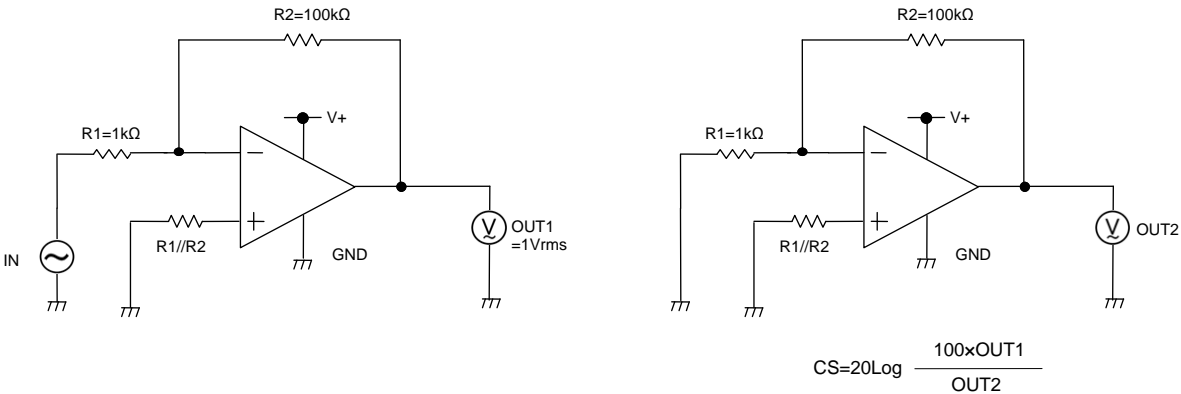 R2=100kΩ
V+
R1=1kΩ
R1//R2
GND
IN
V
OUT1
=1Vrms
R2=100kΩ
V+
R1=1kΩ
R1//R2
GND
V
OUT2
CS=20Log 100×OUT1
OUT2